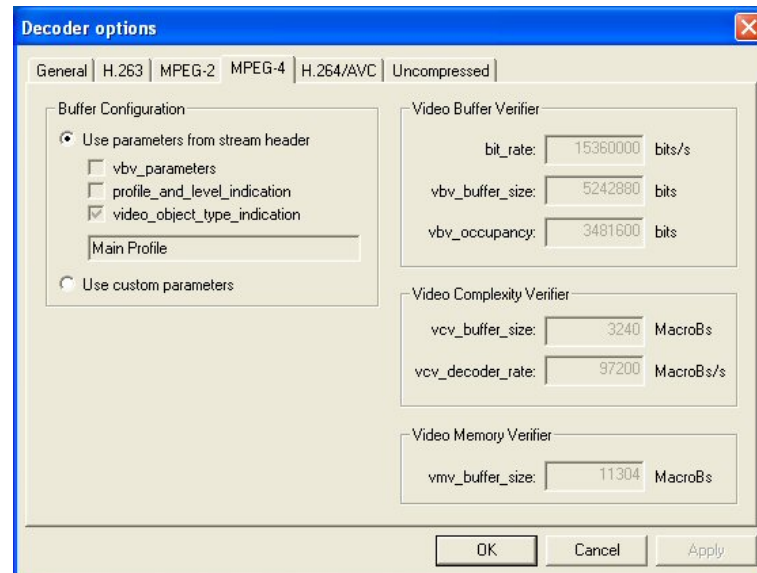 Decoder options
General
H.263
MPEG-2
MPEG-4
H.264/AVC
Uncompressed
Buffer Configuration
Use parameters from stream header
vbv_parameters
profile_and_level_indication
video_object_type_indication
Main Profile
Use custom parameters
Video Buffer Verifier
bit_rate: 15360000 bits/s
vbv_buffer_size: 5242880 bits
vbv_occupancy: 3481600 bits
Video Complexity Verifier
vcv_buffer_size: 3240 MacroBs
vcv_decoder_rate: 97200 MacroBs/s
Video Memory Verifier
vmv_buffer_size: 11304 MacroBs
OK
Cancel
Apply